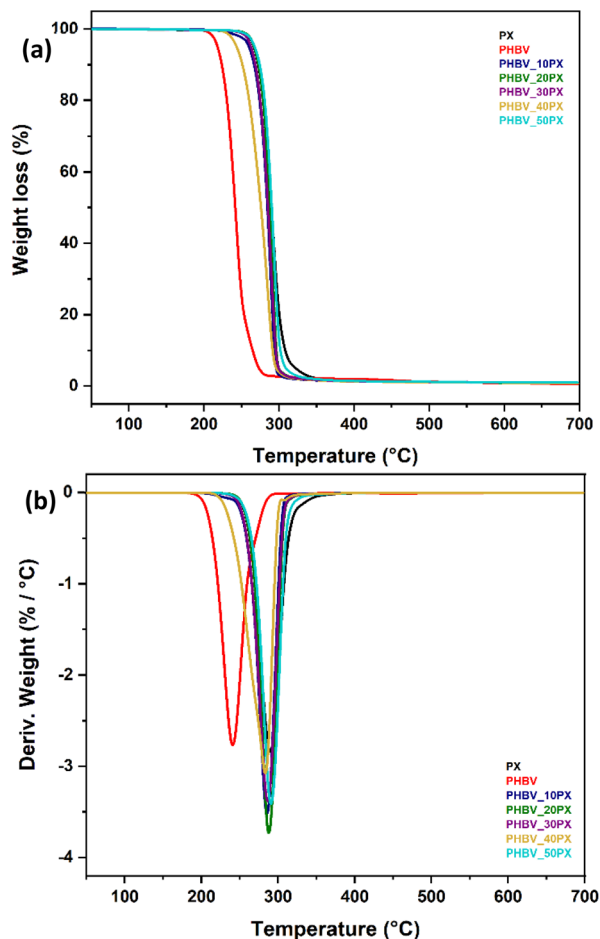 (a)
Weight loss (%)
100
80
60
40
20
0
PX
PHBV
PHBV_10PX
PHBV_20PX
PHBV_30PX
PHBV_40PX
PHBV_50PX
100 200 300 400 500 600 700
Temperature (°C)
(b)
Deriv. Weight (% / °C)
0
-1
-2
-3
-4
PX
PHBV
PHBV_10PX
PHBV_20PX
PHBV_30PX
PHBV_40PX
PHBV_50PX
100 200 300 400 500 600 700
Temperature (°C)